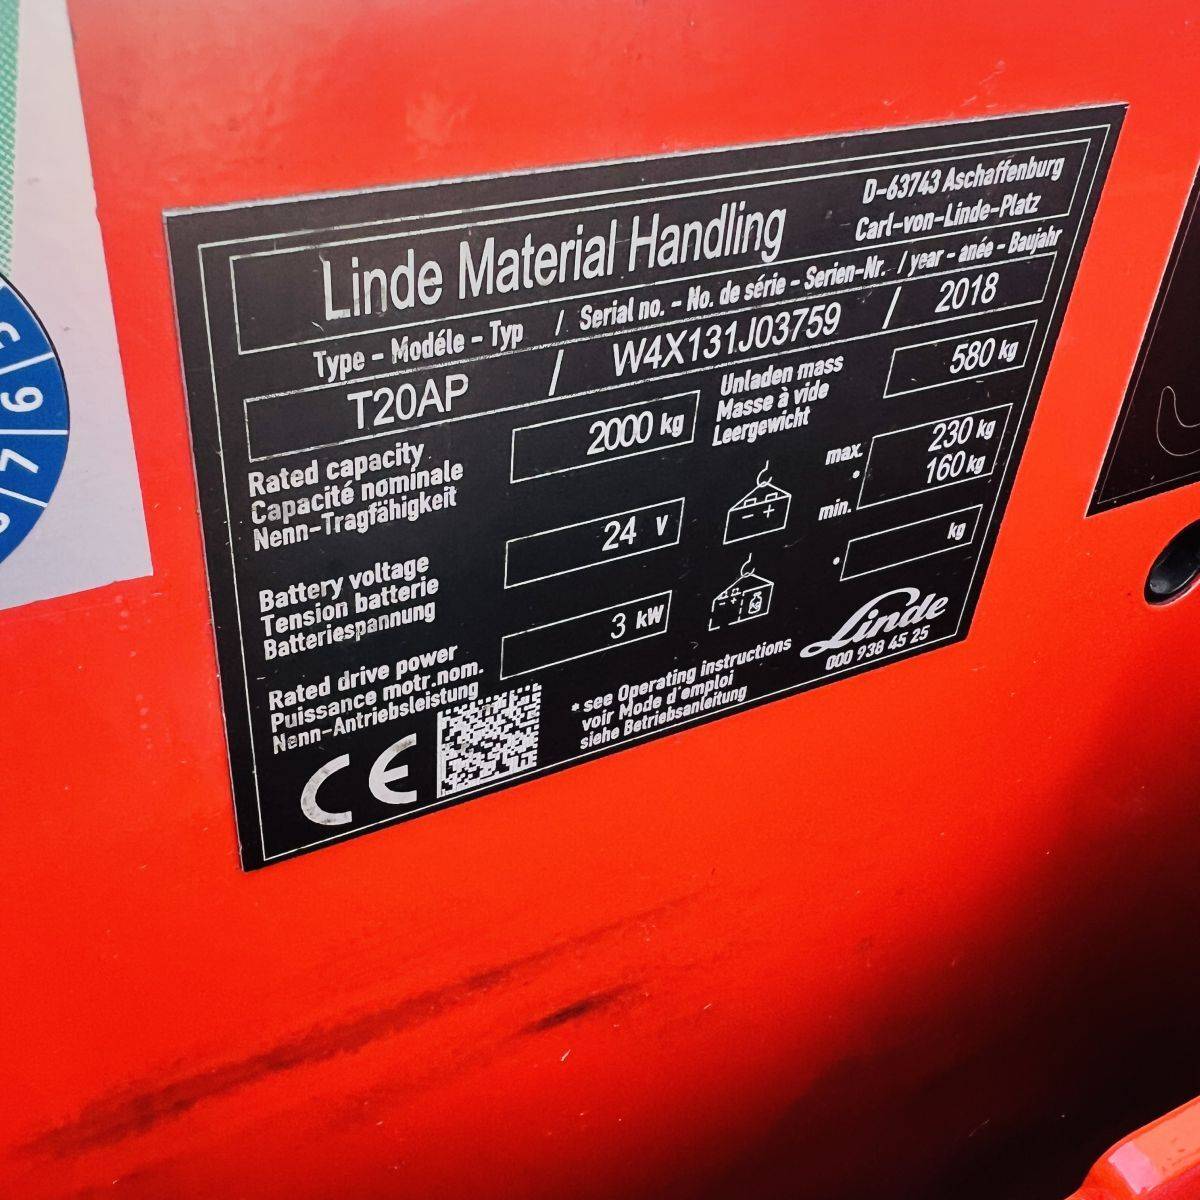 Linde Material Handling
D-63743 Aschaffenburg
Carl-von-Linde-Platz
Type - Modéle - Typ / Serial no. - No. de série - Serien-Nr. / year - anée - Baujahr
T20AP / W4X131J03759 / 2018
Rated capacity
Capacité nominale
Nenn-Tragfähigkeit
2000 kg
Unladen mass
Masse à vide
Leergewicht
580 kg
Battery voltage
Tension batterie
Batteriespannung
24 V
- +
max. 230 kg
*
min. 160 kg
Rated drive power
Puissance motr.nom.
Nenn-Antriebsleistung
3 kW
- + kg
* kg
CE
* see Operating instructions
voir Mode d'emploi
siehe Betriebsanleitung
Linde
000 938 45 25